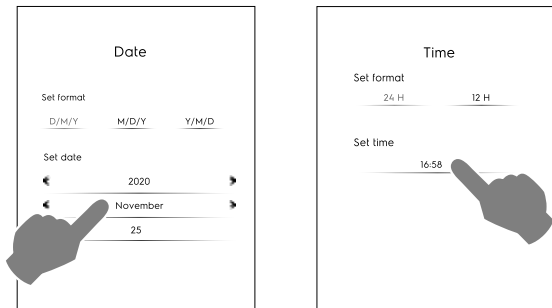 Date
Set format
D/M/Y M/D/Y Y/M/D
Set date
2020
November
25
Time
Set format
24 H 12 H
Set time
16:58